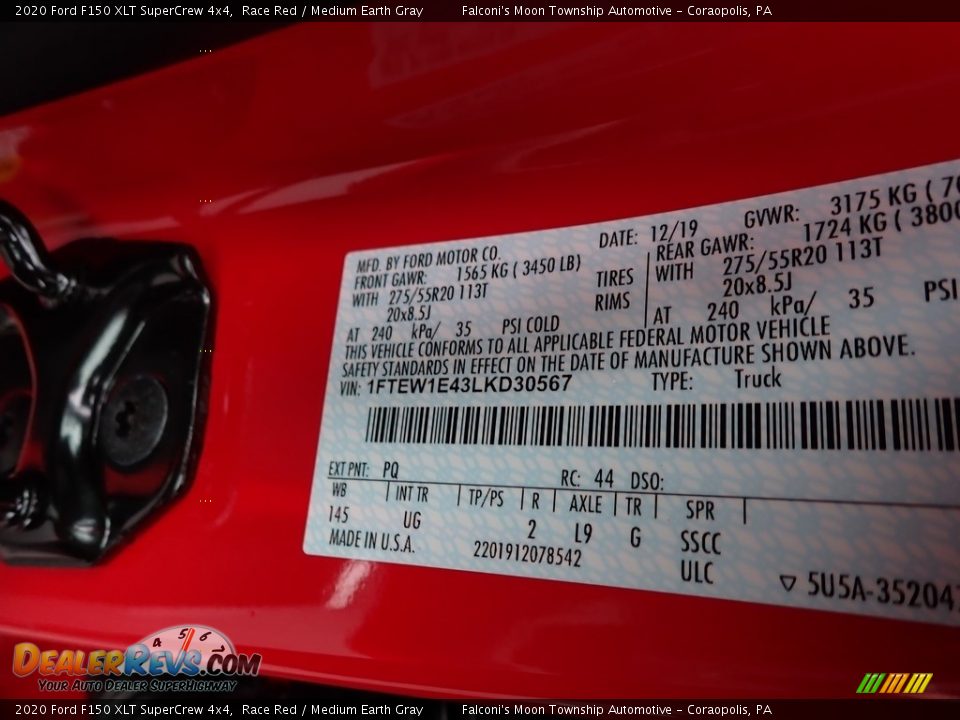 2020 Ford F150 XLT SuperCrew 4x4, Race Red / Medium Earth Gray Falconi's Moon Township Automotive - Coraopolis, PA
MFD. BY FORD MOTOR CO. DATE: 12/19 GVWR: 3175 KG (
FRONT GAWR: 1565 KG ( 3450 LB) REAR GAWR: 1724 KG ( 3800
WITH 275/55R20 113T TIRES WITH 275/55R20 113T
20x8.5J RIMS 20x8.5J
AT 240 kPa/ 35 PSI COLD AT 240 kPa/ 35 PSI
THIS VEHICLE CONFORMS TO ALL APPLICABLE FEDERAL MOTOR VEHICLE
SAFETY STANDARDS IN EFFECT ON THE DATE OF MANUFACTURE SHOWN ABOVE.
VIN: 1FTEW1E43LKD30567 TYPE: Truck
EXT PNT: PQ RC: 44 DSO:
WB INT TR TP/PS R AXLE TR SPR
145 UG 2 L9 G SSCC
MADE IN U.S.A. 2201912078542 ULC
5U5A-35204
4 5 6
DEALERREVS.COM
Your Auto Dealer SuperHighway
2020 Ford F150 XLT SuperCrew 4x4, Race Red / Medium Earth Gray Falconi's Moon Township Automotive - Coraopolis, PA